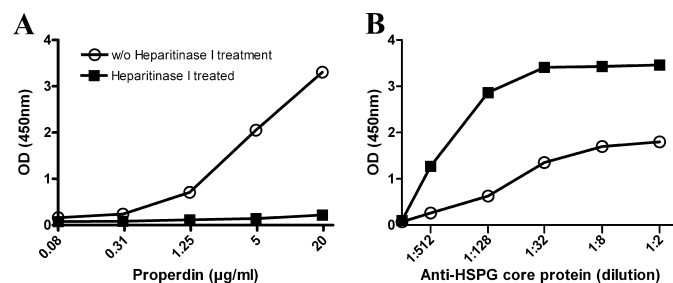 A
w/o Heparitinase I treatment
Heparitinase I treated
OD (450nm)
4
3
2
1
0
0.08
0.31
1.25
5
20
Properdin (µg/ml)
B
OD (450nm)
4
3
2
1
0
1:512
1:128
1:32
1:8
1:2
Anti-HSPG core protein (dilution)